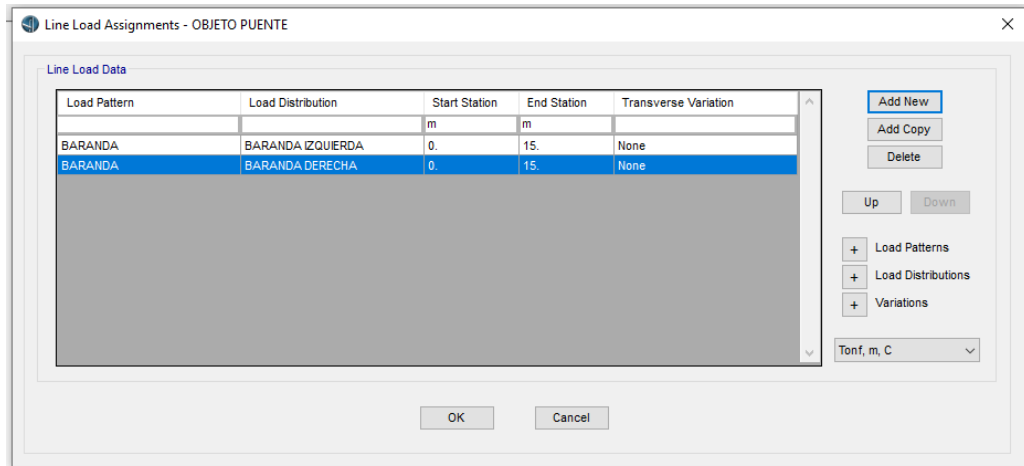 Line Load Assignments - OBJETO PUENTE
Line Load Data
Load Pattern Load Distribution Start Station End Station Transverse Variation
m m
BARANDA BARANDA IZQUIERDA 0. 15. None
BARANDA BARANDA DERECHA 0. 15. None
Add New
Add Copy
Delete
Up Down
+ Load Patterns
+ Load Distributions
+ Variations
Tonf, m, C
OK Cancel